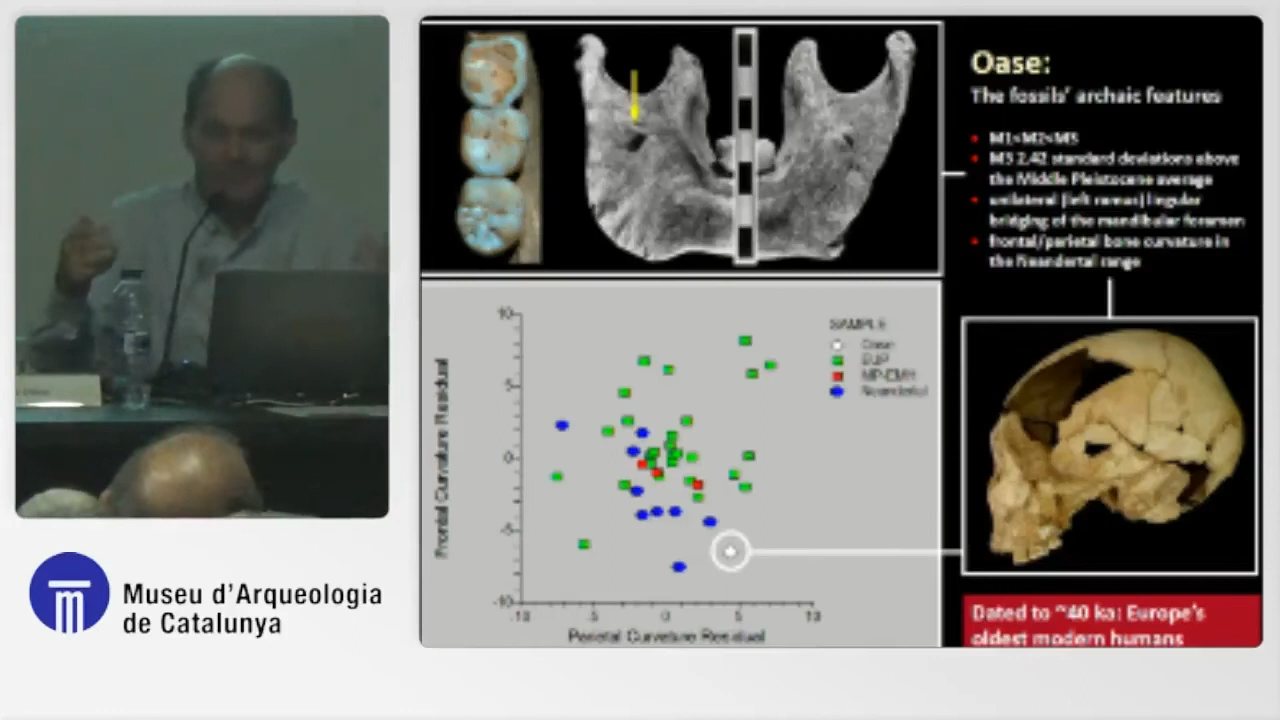 Oase:
The fossils' archaic features
M1<M2<M3
M3 2.42 standard deviations above
the Middle Pleistocene average
unilateral (left ramus) lingular
bridging of the mandibular foramen
frontal/parietal bone curvature in
the Neandertal range
10
5
0
-5
-10
Frontal Curvature Residual
-10
-5
0
5
10
Parietal Curvature Residual
SAMPLE
Oase
EUP
MP-EMH
Neandertal
Dated to ~40 ka: Europe's
oldest modern humans
Museu d'Arqueologia
de Catalunya